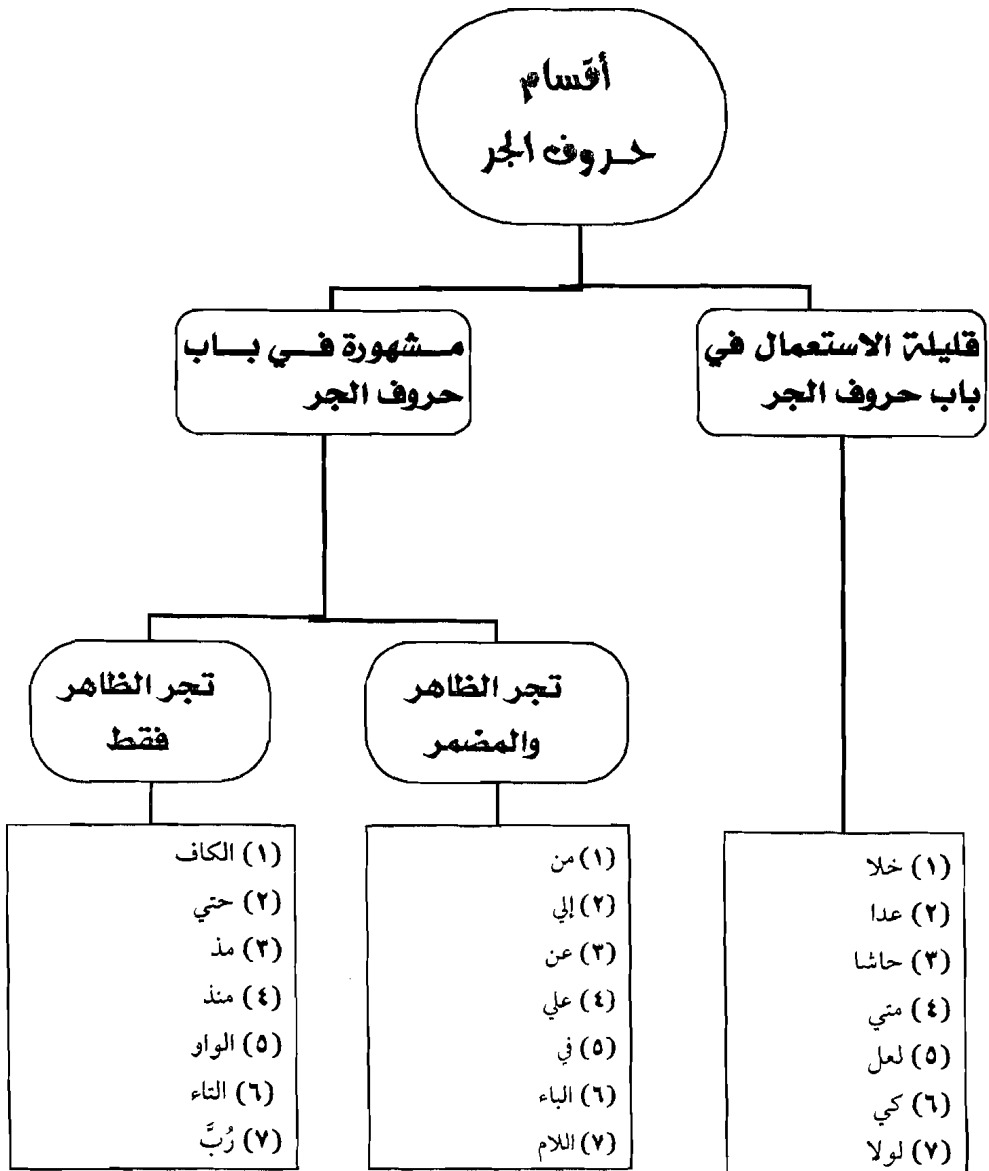 أقسام
حروف الجر
قليلة الاستعمال في
باب حروف الجر
مشهورة في باب
حروف الجر
تجر الظاهر
والمضمر
تجر الظاهر
فقط
(١) خلا
(٢) عدا
(٣) حاشا
(٤) متي
(٥) لعل
(٦) كي
(٧) لولا
(١) من
(٢) إلي
(٣) عن
(٤) علي
(٥) في
(٦) الباء
(٧) اللام
(١) الكاف
(٢) حتي
(٣) مذ
(٤) منذ
(٥) الواو
(٦) التاء
(٧) رُبَّ